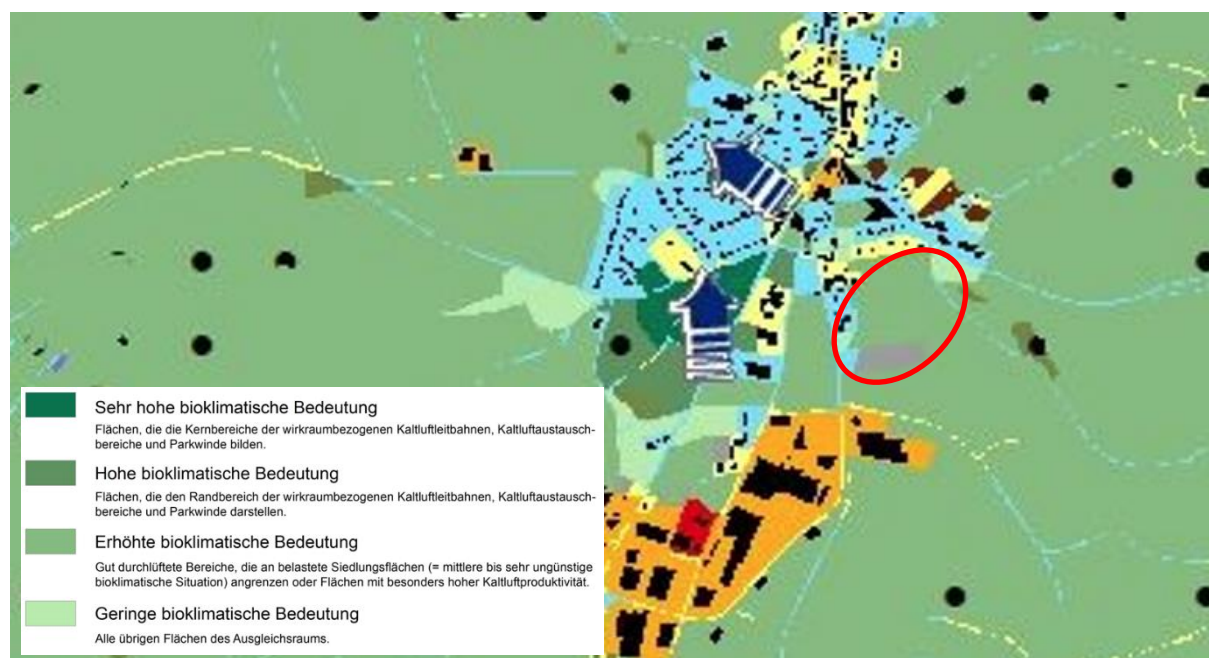 Sehr hohe bioklimatische Bedeutung
Flächen, die die Kernbereiche der wirkraumbezogenen Kaltluftleitbahnen, Kaltluftaustausch-
bereiche und Parkwinde bilden.
Hohe bioklimatische Bedeutung
Flächen, die den Randbereich der wirkraumbezogenen Kaltluftleitbahnen, Kaltluftaustausch-
bereiche und Parkwinde darstellen.
Erhöhte bioklimatische Bedeutung
Gut durchlüftete Bereiche, die an belastete Siedlungsflächen (= mittlere bis sehr ungünstige
bioklimatische Situation) angrenzen oder Flächen mit besonders hoher Kaltluftproduktivität.
Geringe bioklimatische Bedeutung
Alle übrigen Flächen des Ausgleichsraums.